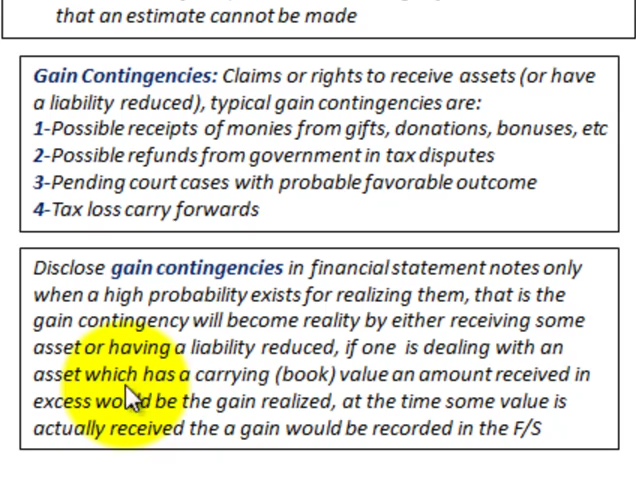 that an estimate cannot be made
Gain Contingencies: Claims or rights to receive assets (or have
a liability reduced), typical gain contingencies are:
1-Possible receipts of monies from gifts, donations, bonuses, etc
2-Possible refunds from government in tax disputes
3-Pending court cases with probable favorable outcome
4-Tax loss carry forwards
Disclose gain contingencies in financial statement notes only
when a high probability exists for realizing them, that is the
gain contingency will become reality by either receiving some
asset or having a liability reduced, if one is dealing with an
asset which has a carrying (book) value an amount received in
excess would be the gain realized, at the time some value is
actually received the a gain would be recorded in the F/S